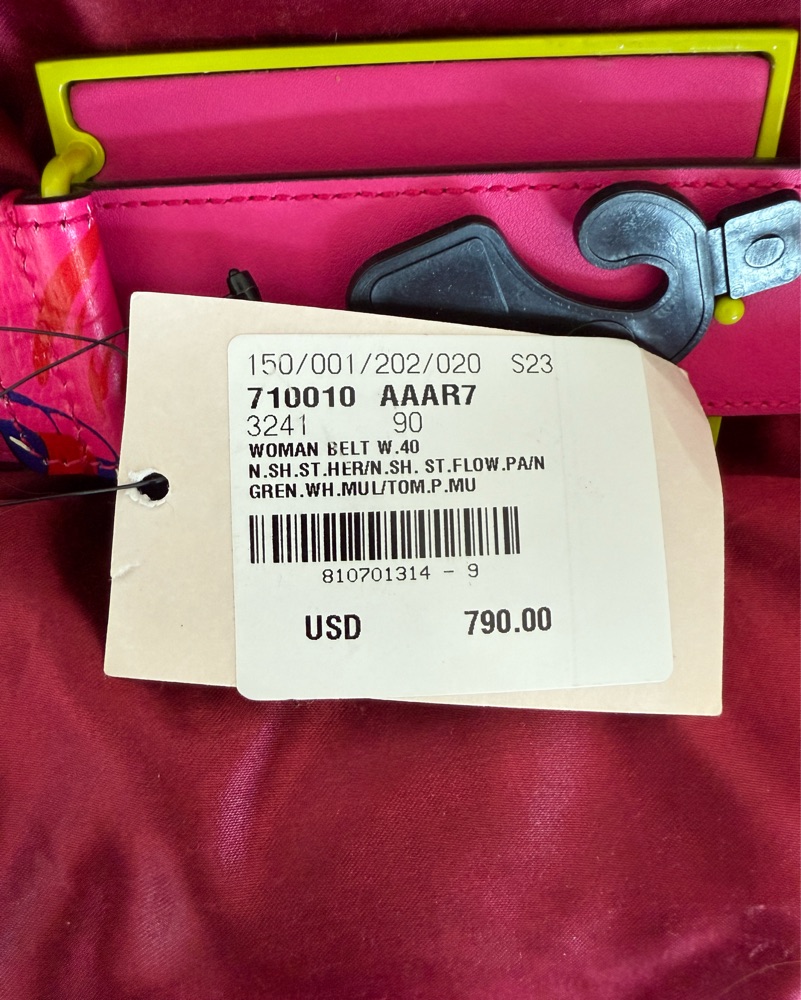 150/001/202/020 S23
710010 AAAR7
3241 90
WOMAN BELT W.40
N.SH.ST.HER/N.SH. ST.FLOW.PA/N
GREN.WH.MUL/TOM.P.MU
810701314 - 9
USD 790.00